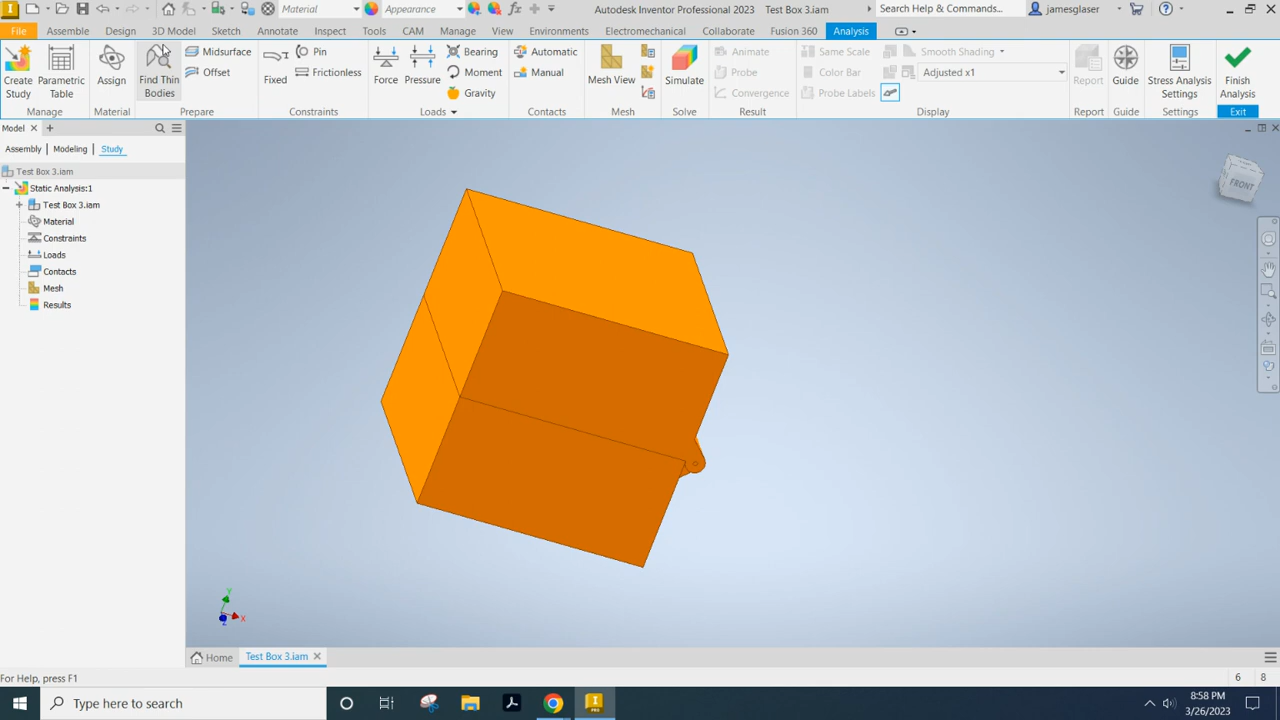 Material
Appearance
Autodesk Inventor Professional 2023 Test Box 3.iam
Search Help & Commands...
jamesglaser
File Assembly Design 3D Model Sketch Annotate Inspect Tools CAM Manage View Environments Electromechanical Collaborate Fusion 360 Analysis
Create Study
Parametric Table
Assign
Find Thin Bodies
Midsurface
Offset
Fixed
Pin
Frictionless
Force
Pressure
Bearing
Moment
Gravity
Automatic
Manual
Mesh View
Simulate
Animate
Probe
Convergence
Same Scale
Color Bar
Probe Labels
Smooth Shading
Adjusted x1
Report
Guide
Stress Analysis Settings
Finish Analysis
Manage Material Prepare Constraints Loads Contacts Mesh Solve Result Display Report Guide Settings Exit
Model
Assembly Modeling Study
Test Box 3.iam
Static Analysis:1
Test Box 3.iam
Material
Constraints
Loads
Contacts
Mesh
Results
FRONT
Y
X
Z
Home Test Box 3.iam
For Help, press F1
6 8
Type here to search
PRO
8:58 PM
3/26/2023